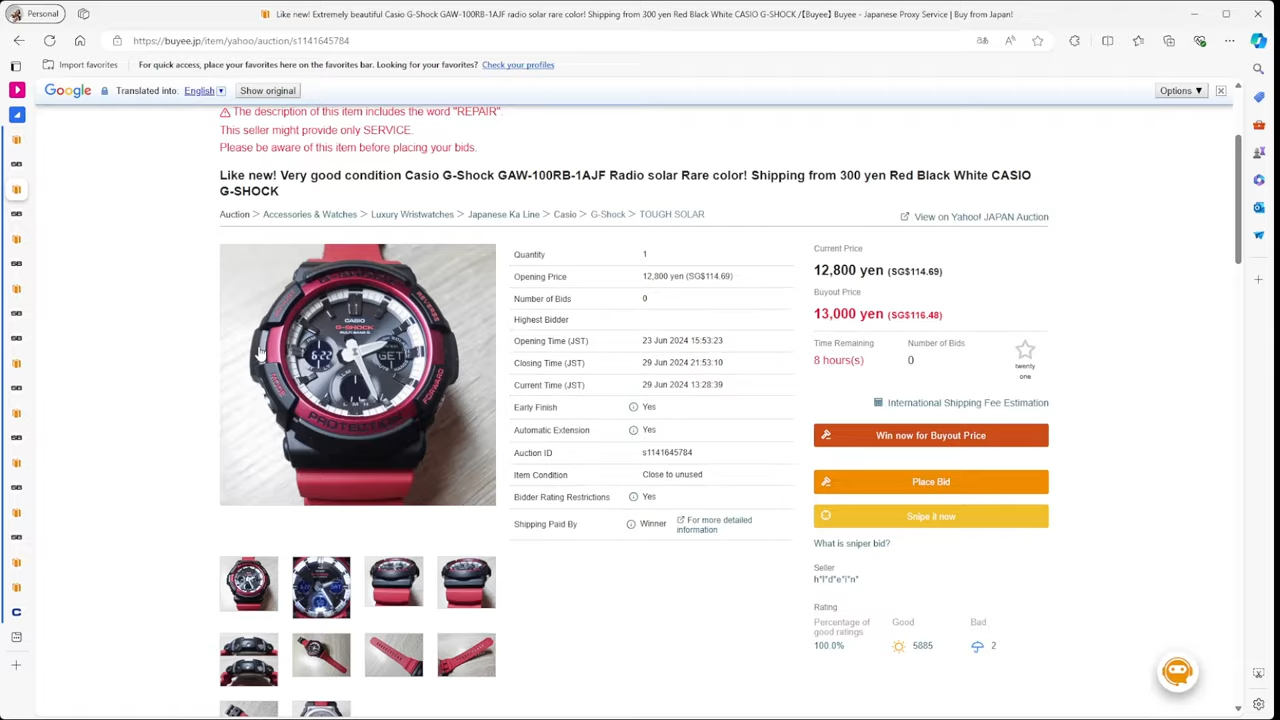 Personal
Like new! Extremely beautiful Casio G-Shock GAW-100RB-1AJF radio solar rare color! Shipping from 300 yen Red Black White CASIO G-SHOCK /【Buyee】 Buyee - Japanese Proxy Service | Buy from Japan!
https://buyee.jp/item/yahoo/auction/s1141645784
Import favorites
For quick access, place your favorites here on the favorites bar. Looking for your favorites? Check your profiles
Google Translated into: English Show original Options ▼
The description of this item includes the word "REPAIR".
This seller might provide only SERVICE.
Please be aware of this item before placing your bids.
Like new! Very good condition Casio G-Shock GAW-100RB-1AJF Radio solar Rare color! Shipping from 300 yen Red Black White CASIO
G-SHOCK
Auction > Accessories & Watches > Luxury Wristwatches > Japanese Ka Line > Casio > G-Shock > TOUGH SOLAR
View on Yahoo! JAPAN Auction
CASIO
G-SHOCK
MULTI BAND 6
6:22
GET
PROTECTION
REVERSE
FORWARD
Quantity 1
Opening Price 12,800 yen (SG$114.69)
Number of Bids 0
Highest Bidder
Opening Time (JST) 23 Jun 2024 15:53:23
Closing Time (JST) 29 Jun 2024 21:53:10
Current Time (JST) 29 Jun 2024 13:28:39
Early Finish Yes
Automatic Extension Yes
Auction ID s1141645784
Item Condition Close to unused
Bidder Rating Restrictions Yes
Shipping Paid By Winner For more detailed
information
Current Price
12,800 yen (SG$114.69)
Buyout Price
13,000 yen (SG$116.48)
Time Remaining Number of Bids
8 hours(s) 0
twenty
one
International Shipping Fee Estimation
Win now for Buyout Price
Place Bid
Snipe it now
What is sniper bid?
Seller
h*l*d*e*i*n*
Rating
Percentage of
good ratings
Good
Bad
100.0% 5885 2